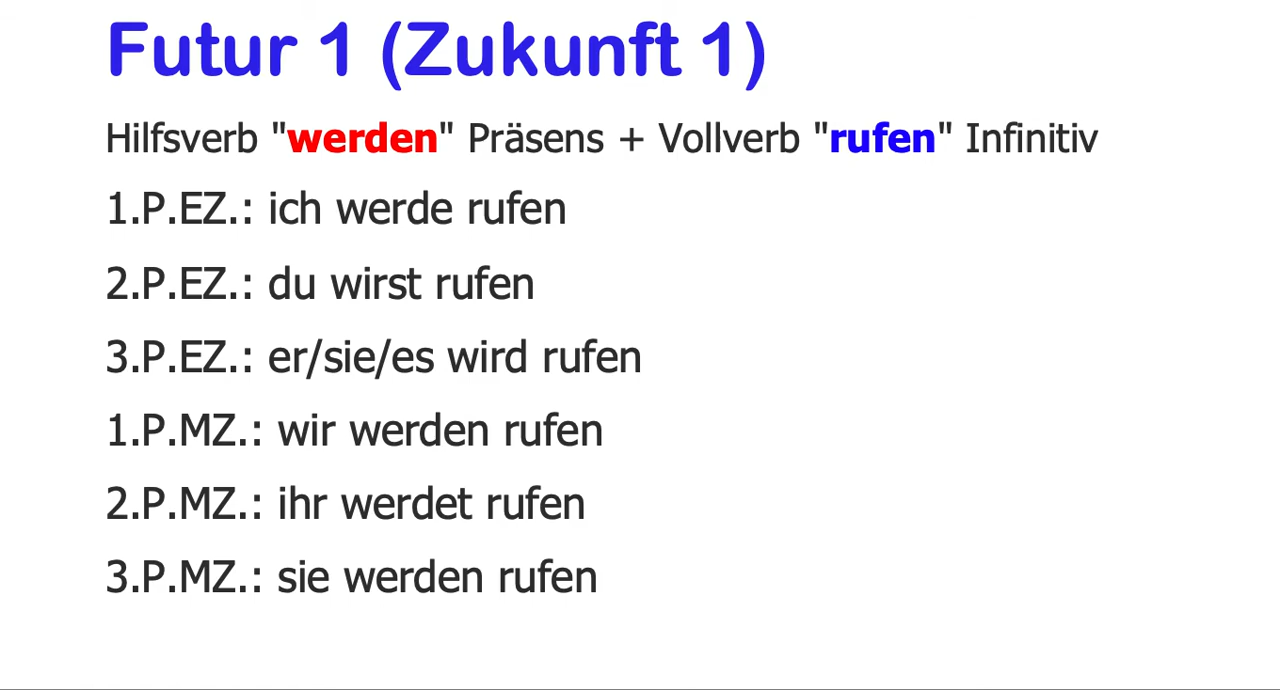 Futur 1 (Zukunft 1)
Hilfsverb "werden" Präsens + Vollverb "rufen" Infinitiv
1.P.EZ.: ich werde rufen
2.P.EZ.: du wirst rufen
3.P.EZ.: er/sie/es wird rufen
1.P.MZ.: wir werden rufen
2.P.MZ.: ihr werdet rufen
3.P.MZ.: sie werden rufen